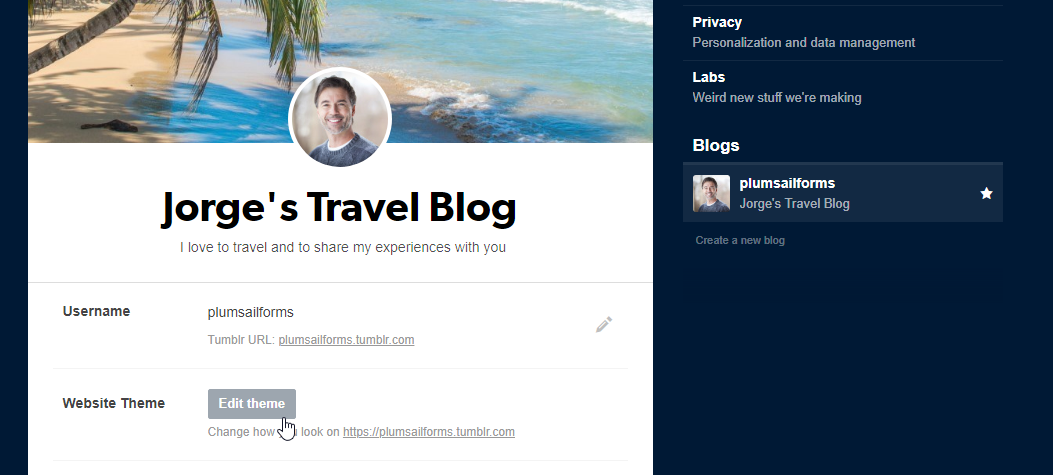 Jorge's Travel Blog
I love to travel and to share my experiences with you
Username
plumsailforms
Tumblr URL: plumsailforms.tumblr.com
Website Theme
Edit theme
Change how look on https://plumsailforms.tumblr.com
Privacy
Personalization and data management
Labs
Weird new stuff we're making
Blogs
plumsailforms
Jorge's Travel Blog
Create a new blog